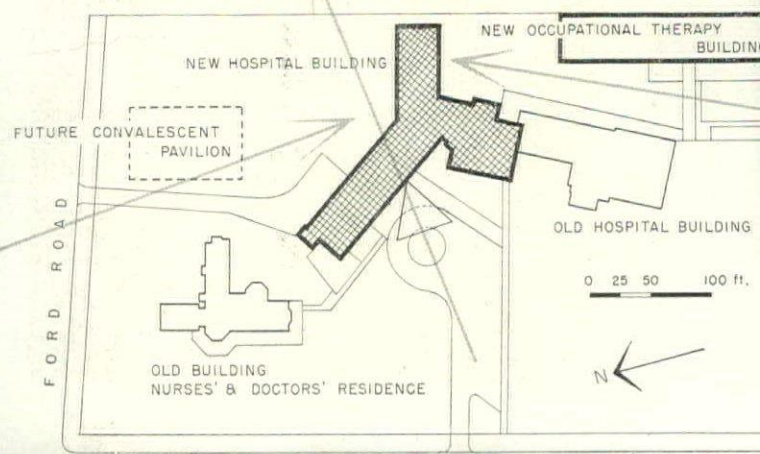 NEW OCCUPATIONAL THERAPY
NEW HOSPITAL BUILDING
FUTURE CONVALESCENT
PAVILION
FORD ROAD
OLD HOSPITAL BUILDING
0 25 50 100 ft.
N
OLD BUILDING
NURSES' & DOCTORS' RESIDENCE